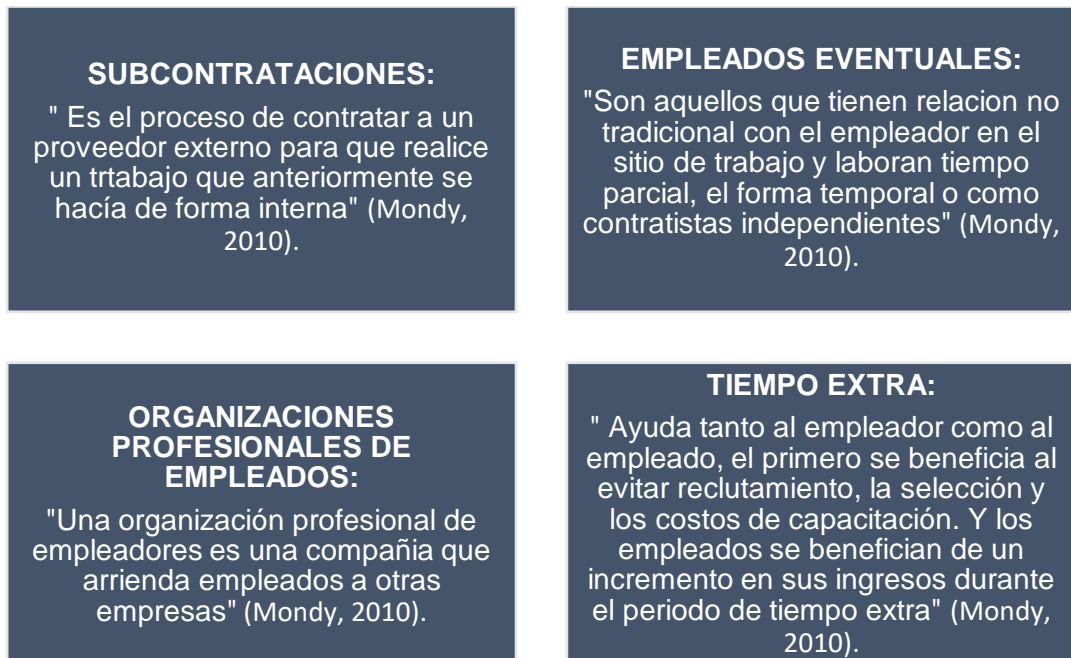 SUBCONTRATACIONES:
" Es el proceso de contratar a un
proveedor externo para que realice
un trtabajo que anteriormente se
hacía de forma interna" (Mondy,
2010).
EMPLEADOS EVENTUALES:
"Son aquellos que tienen relacion no
tradicional con el empleador en el
sitio de trabajo y laboran tiempo
parcial, el forma temporal o como
contratistas independientes" (Mondy,
2010).
ORGANIZACIONES
PROFESIONALES DE
EMPLEADOS:
"Una organización profesional de
empleadores es una compañia que
arrienda empleados a otras
empresas" (Mondy, 2010).
TIEMPO EXTRA:
" Ayuda tanto al empleador como al
empleado, el primero se beneficia al
evitar reclutamiento, la selección y
los costos de capacitación. Y los
empleados se benefician de un
incremento en sus ingresos durante
el periodo de tiempo extra" (Mondy,
2010).